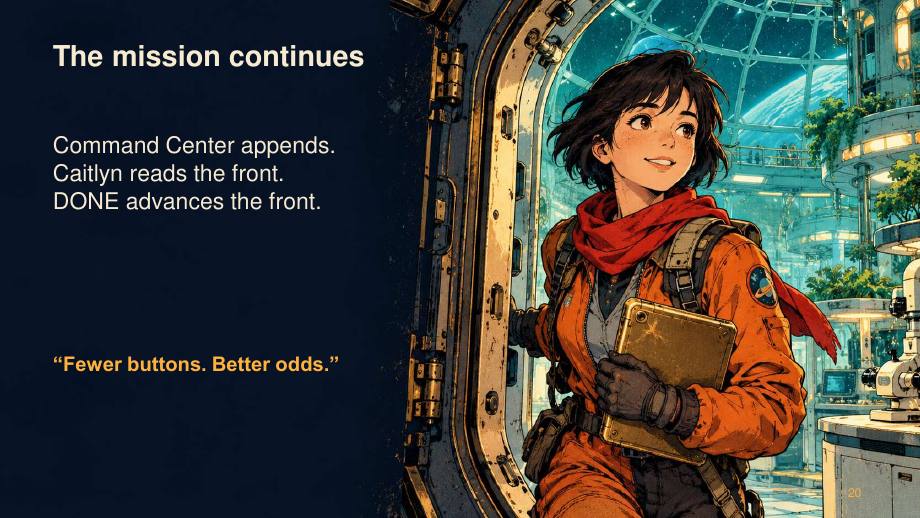 The mission continues
Command Center appends.
Caitlyn reads the front.
DONE advances the front.
“Fewer buttons. Better odds.”
20